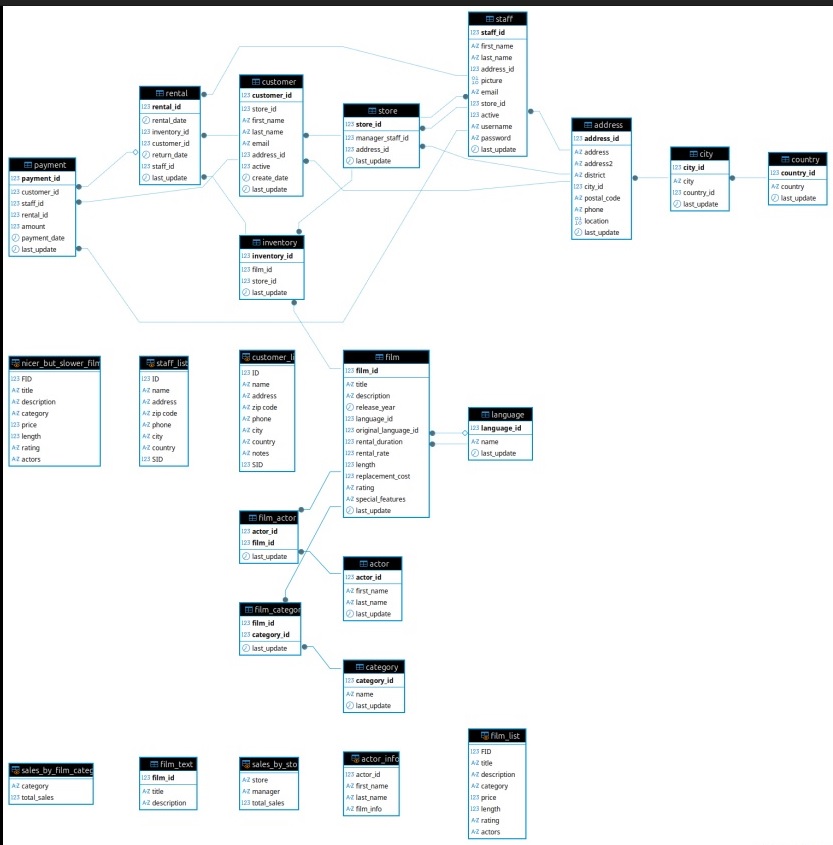 staff
123 staff_id
A-Z first_name
A-Z last_name
123 address_id
picture
A-Z email
123 store_id
123 active
A-Z username
A-Z password
last_update
rental
123 rental_id
rental_date
123 inventory_id
123 customer_id
return_date
123 staff_id
last_update
customer
123 customer_id
123 store_id
A-Z first_name
A-Z last_name
A-Z email
123 address_id
123 active
create_date
last_update
store
123 store_id
123 manager_staff_id
123 address_id
last_update
address
123 address_id
A-Z address
A-Z address2
A-Z district
123 city_id
A-Z postal_code
A-Z phone
location
last_update
city
123 city_id
A-Z city
123 country_id
last_update
country
123 country_id
A-Z country
last_update
payment
123 payment_id
123 customer_id
123 staff_id
123 rental_id
123 amount
payment_date
last_update
inventory
123 inventory_id
123 film_id
123 store_id
last_update
nicer_but_slower_film
123 FID
A-Z title
A-Z description
A-Z category
123 price
123 length
A-Z rating
A-Z actors
staff_list
123 ID
A-Z name
A-Z address
A-Z zip code
A-Z phone
A-Z city
A-Z country
123 SID
customer_li
123 ID
A-Z name
A-Z address
A-Z zip code
A-Z phone
A-Z city
A-Z country
A-Z notes
123 SID
film
123 film_id
A-Z title
A-Z description
release_year
123 language_id
123 original_language_id
123 rental_duration
123 rental_rate
123 length
123 replacement_cost
A-Z rating
A-Z special_features
last_update
language
123 language_id
A-Z name
last_update
film_actor
123 actor_id
123 film_id
last_update
actor
123 actor_id
A-Z first_name
A-Z last_name
last_update
film_categor
123 film_id
123 category_id
last_update
category
123 category_id
A-Z name
last_update
sales_by_film_categ
A-Z category
123 total_sales
film_text
123 film_id
A-Z title
A-Z description
sales_by_sto
A-Z store
A-Z manager
123 total_sales
actor_info
123 actor_id
A-Z first_name
A-Z last_name
A-Z film_info
film_list
123 FID
A-Z title
A-Z description
A-Z category
123 price
123 length
A-Z rating
A-Z actors